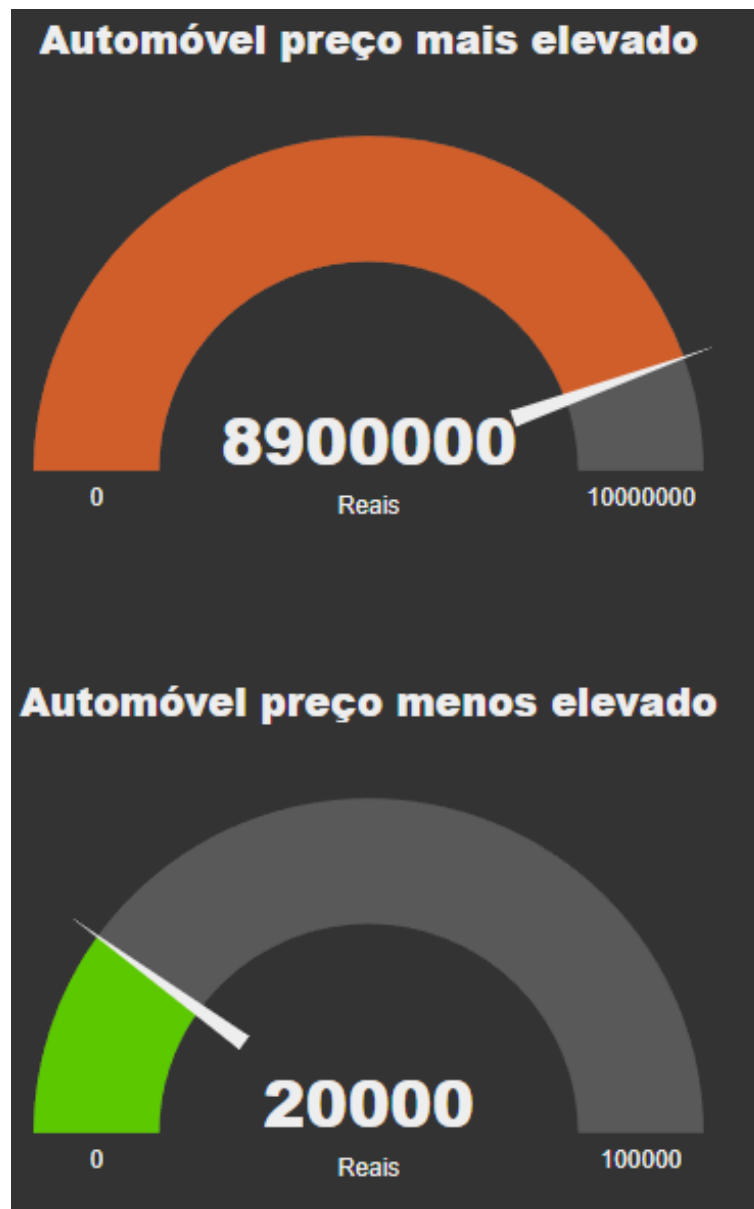 Automóvel preço mais elevado
8900000
0
Reais
10000000
Automóvel preço menos elevado
20000
0
Reais
100000